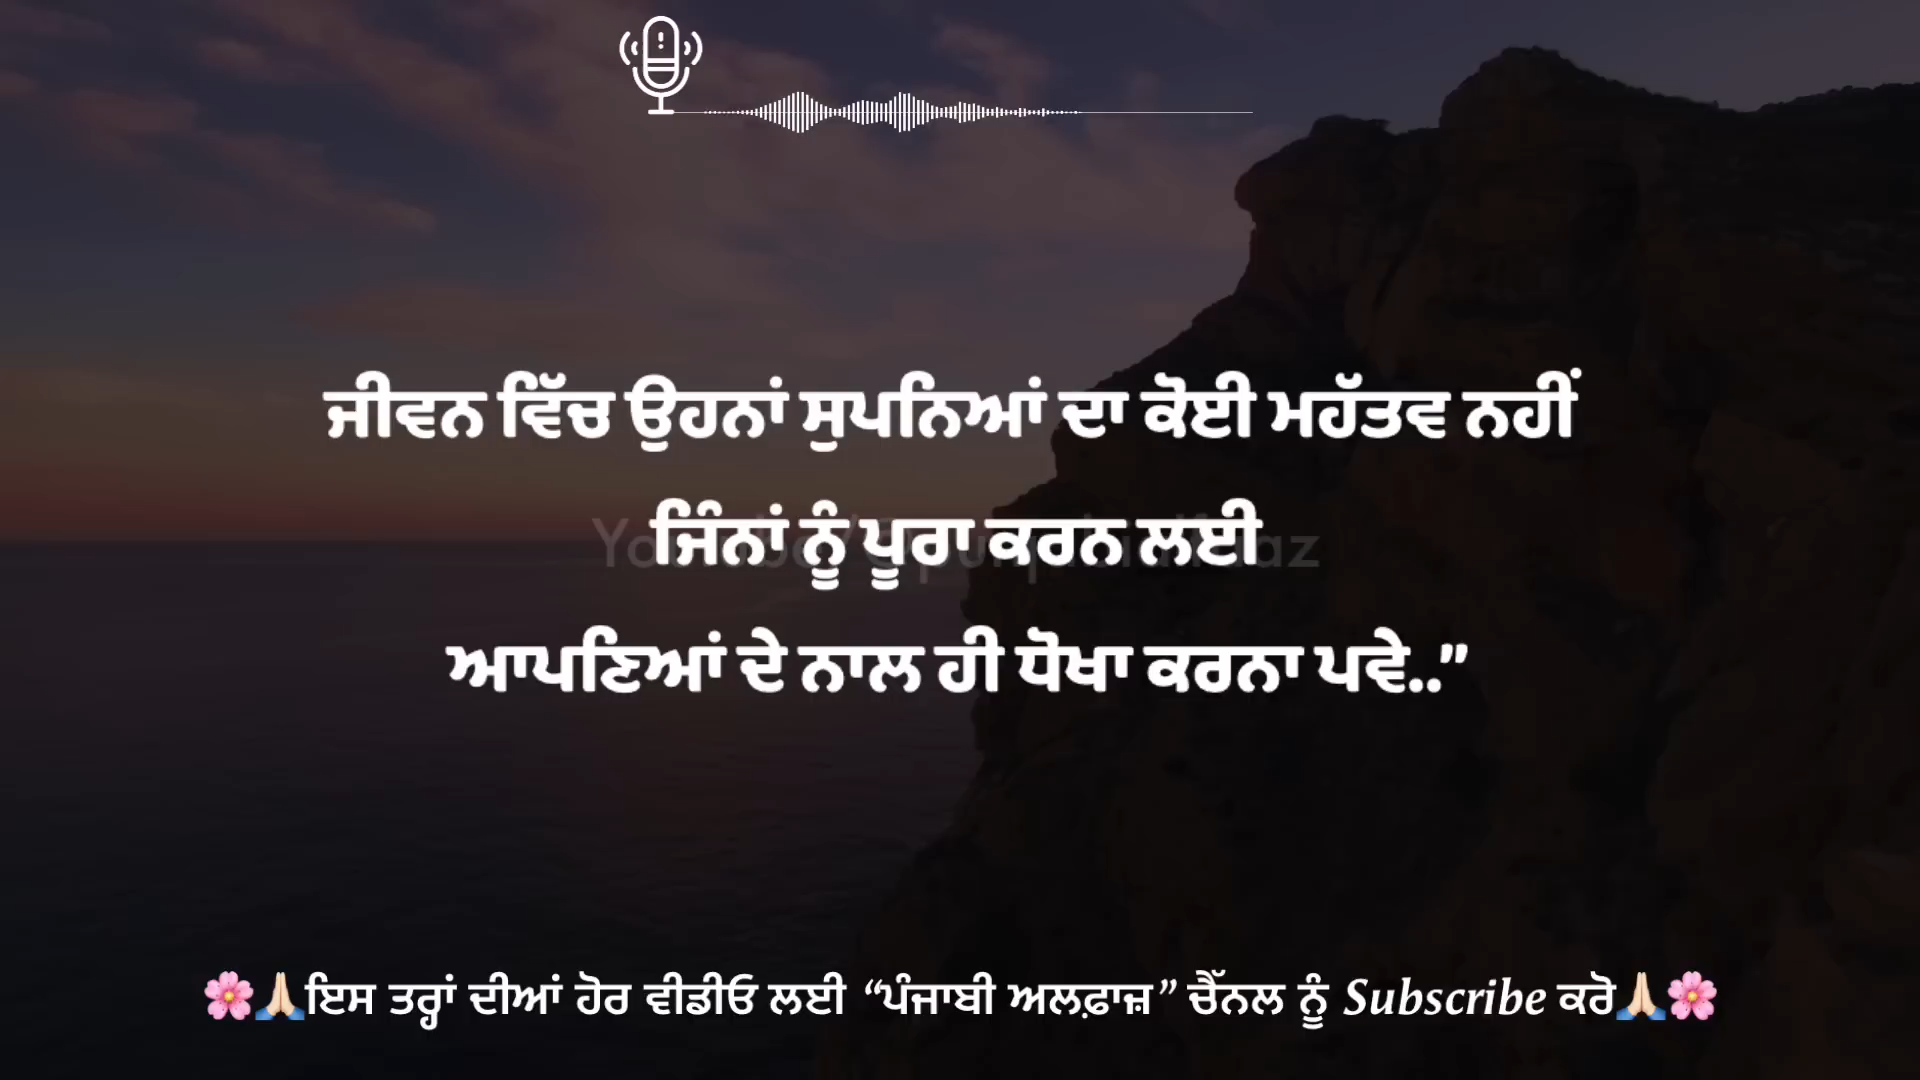 ਜੀਵਨ ਵਿੱਚ ਉਹਨਾਂ ਸੁਪਨਿਆਂ ਦਾ ਕੋਈ ਮਹੱਤਵ ਨਹੀਂ
ਜਿੰਨਾਂ ਨੂੰ ਪੂਰਾ ਕਰਨ ਲਈ
ਆਪਣਿਆਂ ਦੇ ਨਾਲ ਹੀ ਧੋਖਾ ਕਰਨਾ ਪਵੇ.."
🌸🙏🏻ਇਸ ਤਰ੍ਹਾਂ ਦੀਆਂ ਹੋਰ ਵੀਡੀਓ ਲਈ “ਪੰਜਾਬੀ ਅਲਫ਼ਾਜ਼” ਚੈੱਨਲ ਨੂੰ Subscribe ਕਰੋ🙏🏻🌸